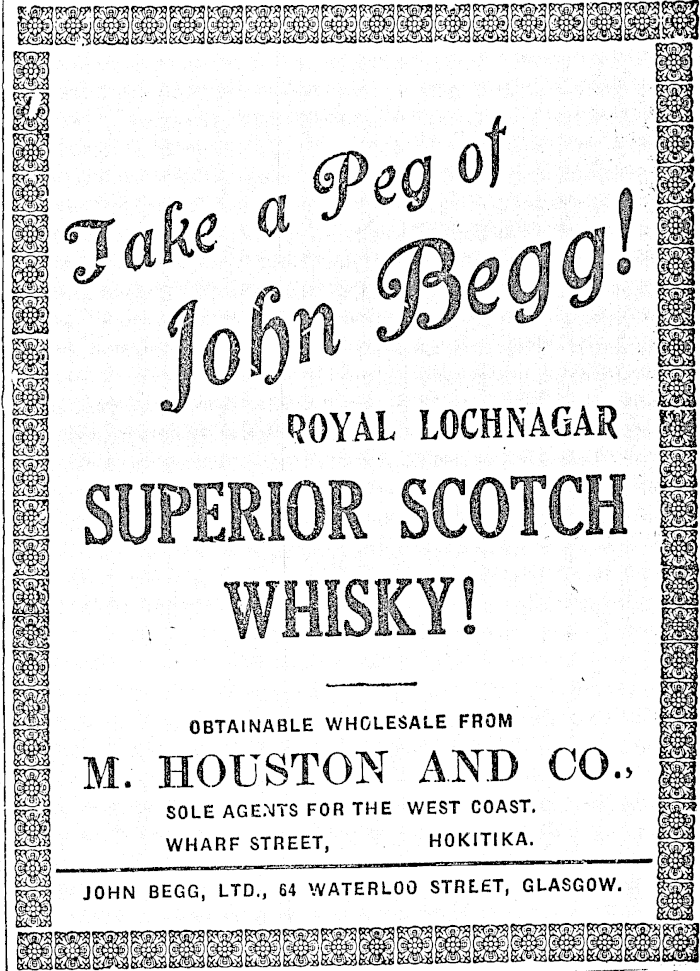 Take a Peg of
John Begg!
ROYAL LOCHNAGAR
SUPERIOR SCOTCH
WHISKY!
OBTAINABLE WHOLESALE FROM
M. HOUSTON AND CO.,
SOLE AGENTS FOR THE WEST COAST.
WHARF STREET, HOKITIKA.
JOHN BEGG, LTD., 64 WATERLOO STREET, GLASGOW.